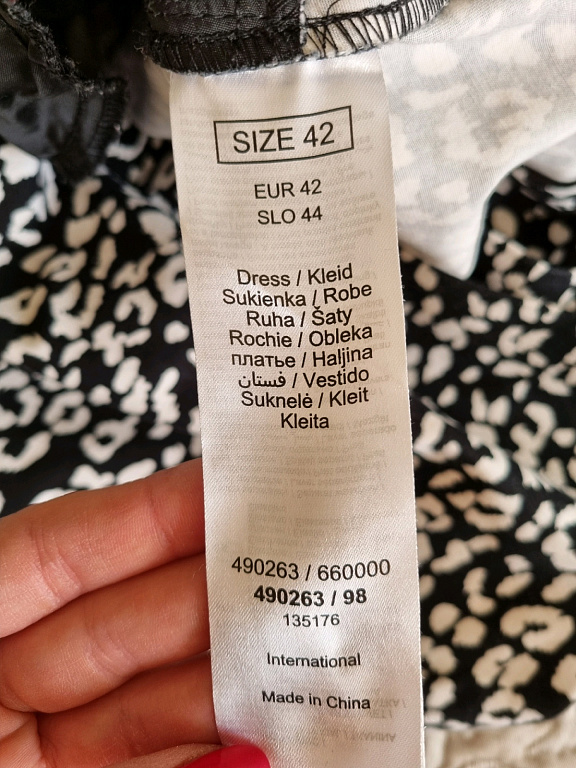 SIZE 42
EUR 42
SLO 44
Dress / Kleid
Sukienka / Robe
Ruha / Šaty
Rochie / Obleka
платье / Haljina
فستان / Vestido
Suknelė / Kleit
Kleita
490263 / 660000
490263 / 98
135176
International
Made in China